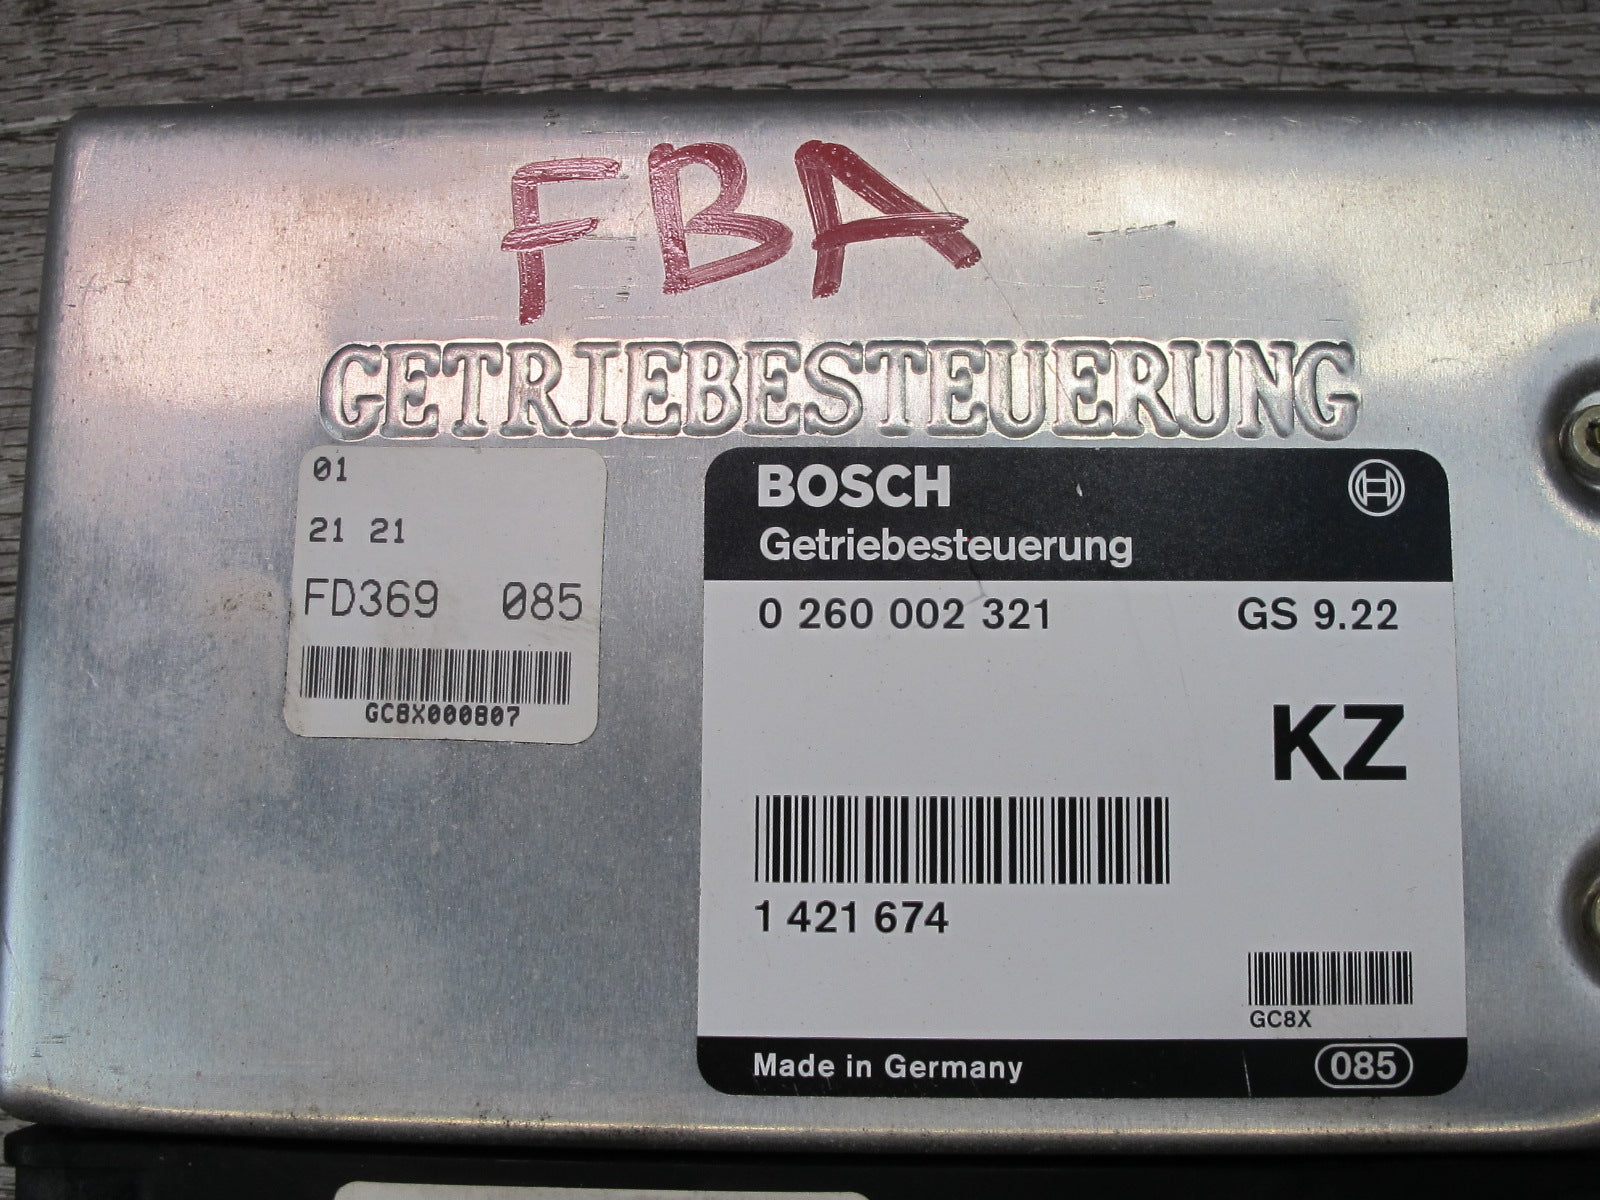 FBA
GETRIEBESTEUERUNG
01
21 21
FD369 085
GC8X000807
BOSCH
Getriebesteuerung
0 260 002 321 GS 9.22
KZ
1 421 674
GC8X
Made in Germany 085